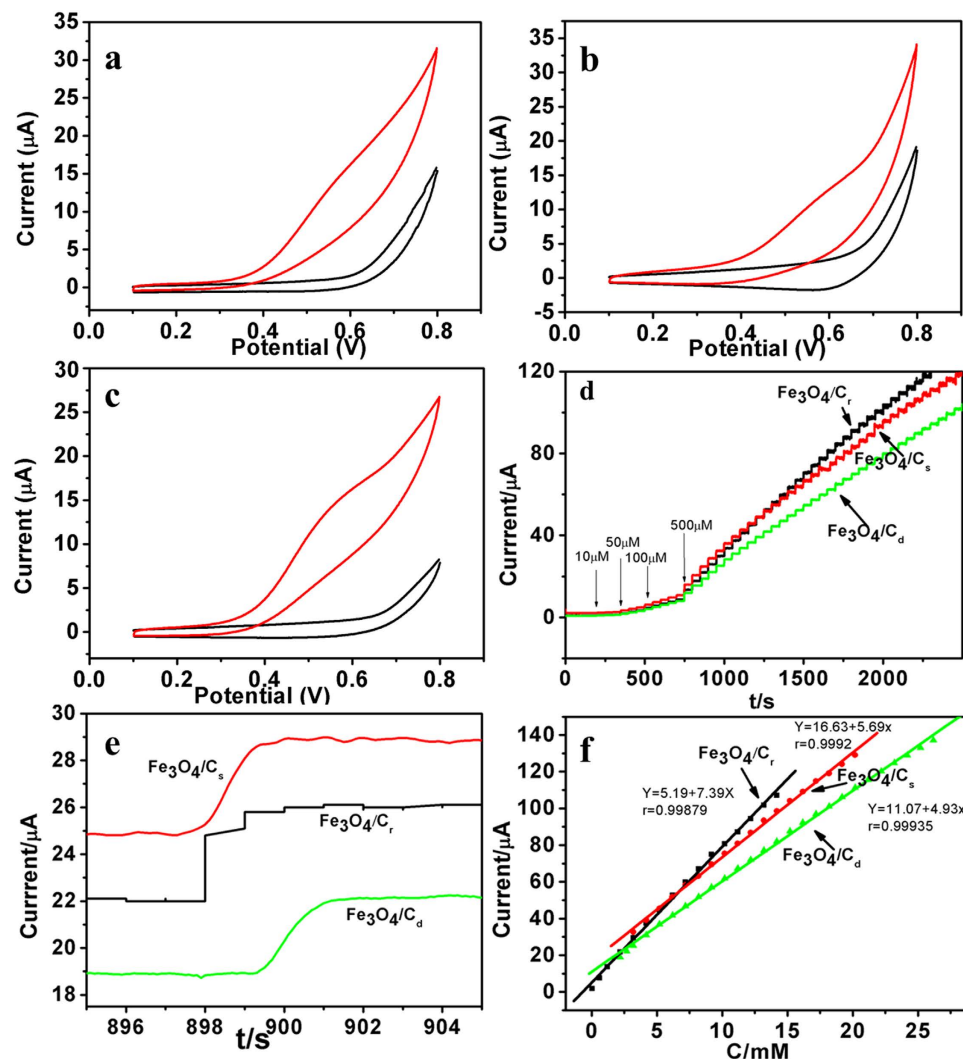 a
Current (μA)
35
30
25
20
15
10
5
0
0.0 0.2 0.4 0.6 0.8
Potential (V)
b
Current (μA)
35
30
25
20
15
10
5
0
-5
0.0 0.2 0.4 0.6 0.8
Potential (V)
c
Current (μA)
30
25
20
15
10
5
0
0.0 0.2 0.4 0.6 0.8
Potential (V)
d
Currrent/μA
120
80
40
0
Fe₃O₄/Cᵣ
Fe₃O₄/Cₛ
Fe₃O₄/C_d
10μM
50μM
100μM
500μM
0 500 1000 1500 2000
t/s
e
Currrent/μA
30
28
26
24
22
20
18
Fe₃O₄/Cₛ
Fe₃O₄/Cᵣ
Fe₃O₄/C_d
896 898 900 902 904
t/s
f
Currrent/μA
140
120
100
80
60
40
20
0
Y=16.63+5.69x
r=0.9992
Fe₃O₄/Cᵣ
Fe₃O₄/Cₛ
Y=5.19+7.39X
r=0.99879
Y=11.07+4.93x
r=0.99935
Fe₃O₄/C_d
0 5 10 15 20 25
C/mM